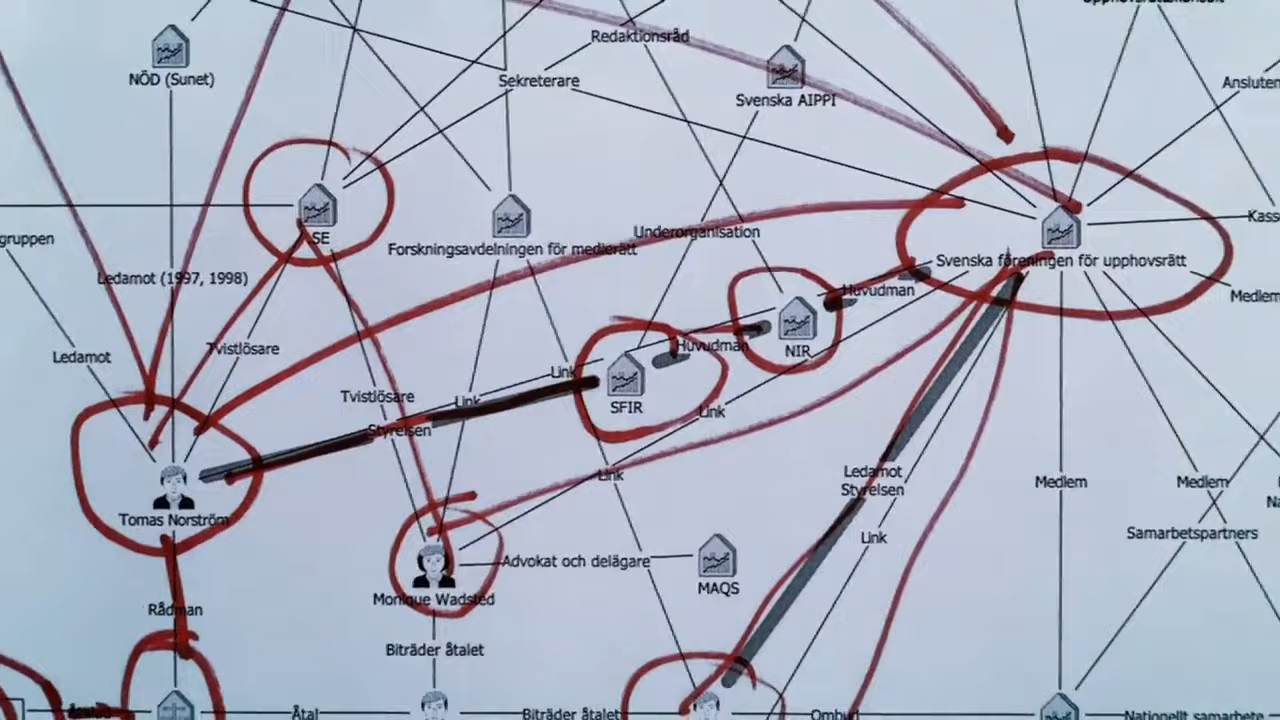 Redaktionsråd
NÖD (Sunet)
Sekreterare
Svenska AIPPI
Ansluten
SE
gruppen
Forskningsavdelningen för medierätt
Underorganisation
Svenska föreningen för upphovsrätt
Ledamot (1997, 1998)
Huvudman
Medlem
Ledamot
Tvistlösare
Huvudman
NIR
Link
SFIR
Tvistlösare
Link
Link
Styrelsen
Link
Ledamot
Styrelsen
Medlem
Medlem
Tomas Norström
Link
Samarbetspartners
Advokat och delägare
MAQS
Monique Wadsted
Rådman
Biträder åtalet
Åtal
Biträder åtalet
Ombud
Nationellt samarbete